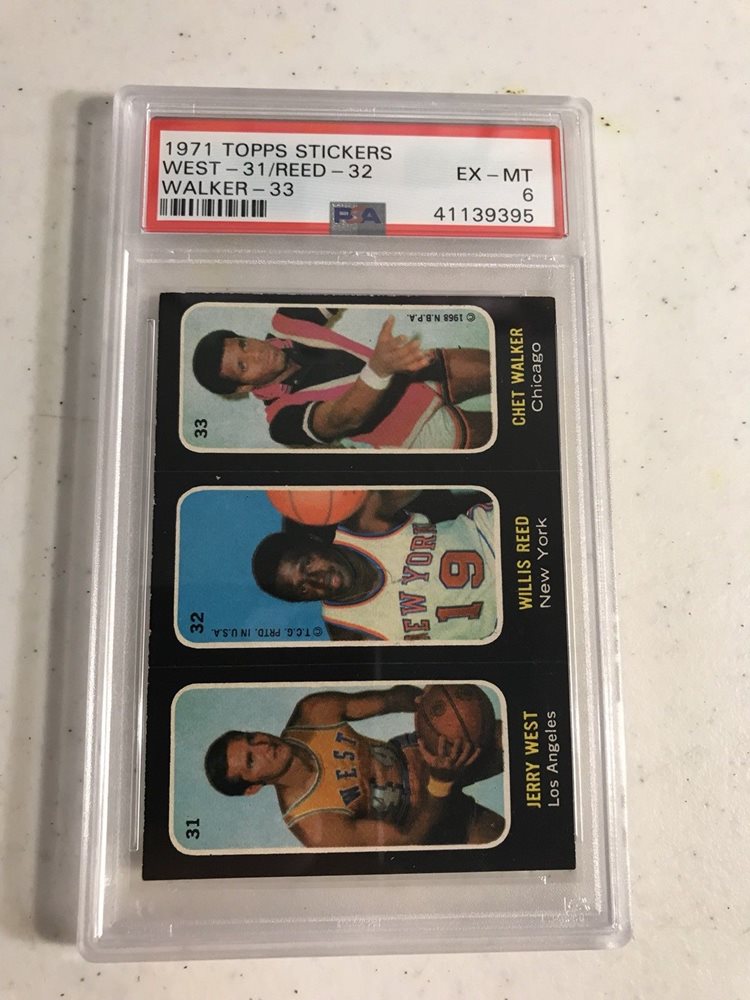 1971 TOPPS STICKERS
WEST – 31/REED – 32
WALKER – 33
EX – MT
6
41139395
PSA
33
© 1968 N.B.P.A.
CHET WALKER
Chicago
32
© T.C.G. PRTD. IN U.S.A.
EW YORK
19
WILLIS REED
New York
31
WEST
JERRY WEST
Los Angeles